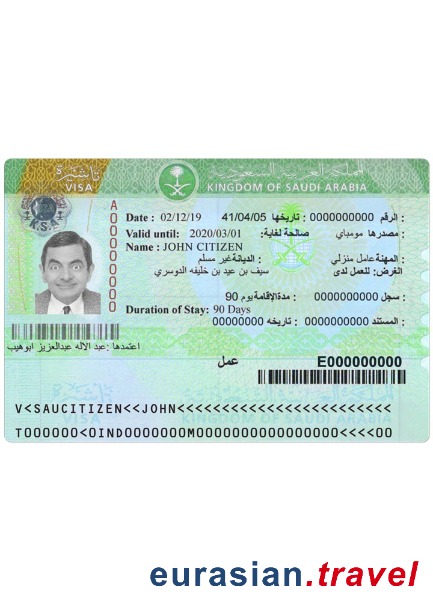 تأشيرة
VISA
المملكة العربية السعودية
KINGDOM OF SAUDI ARABIA
A0000000
Date : 02/12/19
الرقم : 0000000000 تاريخها : 41/04/05
Valid until: 2020/03/01
صالحة لغاية: مصدرها : مومباي
Name : JOHN CITIZEN
المهنة : عامل منزلي الديانة : غير مسلم
الغرض: للعمل لدى سيف بن عيد بن خليفه الدوسري
سجل : 0000000000 مدة الإقامة : 90 يوم
Duration of Stay: 90 Days
المستند : 0000000000 تاريخه : 00000000
اعتمدها : عبد الاله عبدالعزيز ابوهيب
عمل
E000000000
V<SAUCITIZEN<<JOHN<<<<<<<<<<<<<<<<<<<<<<<<<<
T000000<0IND0000000M0000000000000000<<<<00
eurasian.travel